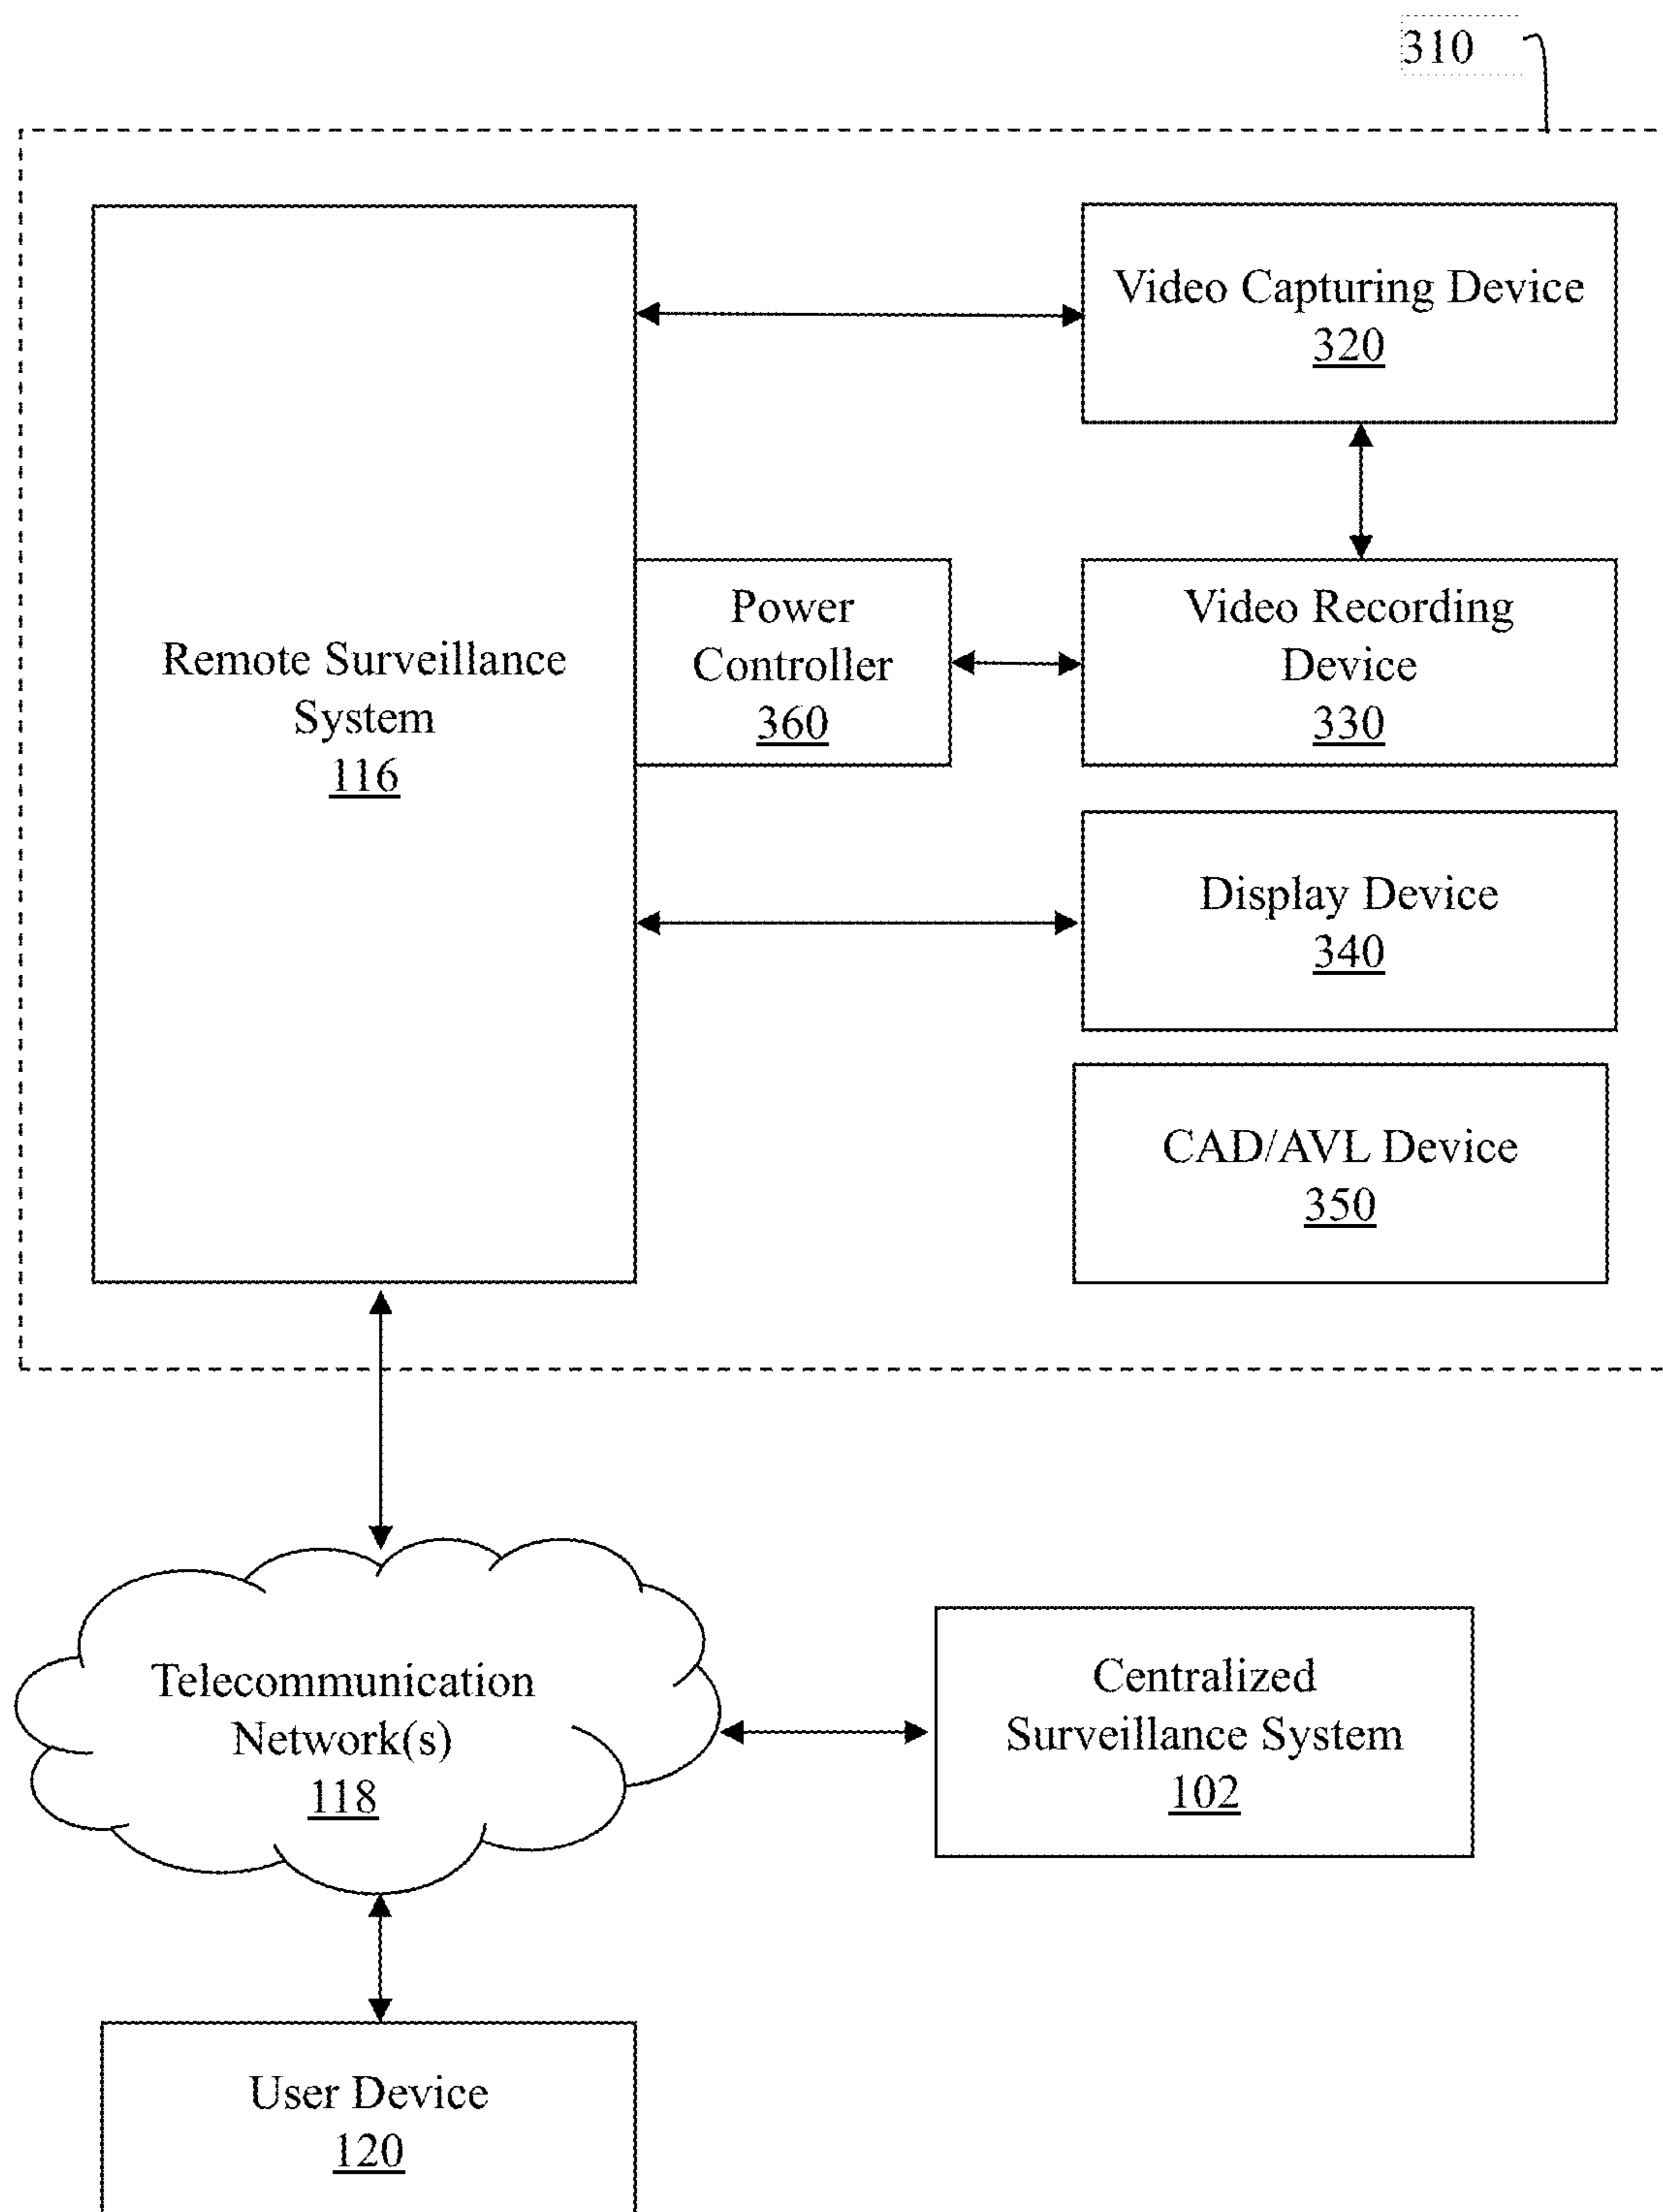 310
Video Capturing Device
320
Remote Surveillance
System
116
Power
Controller
360
Video Recording
Device
330
Display Device
340
CAD/AVL Device
350
Telecommunication
Network(s)
118
Centralized
Surveillance System
102
User Device
120